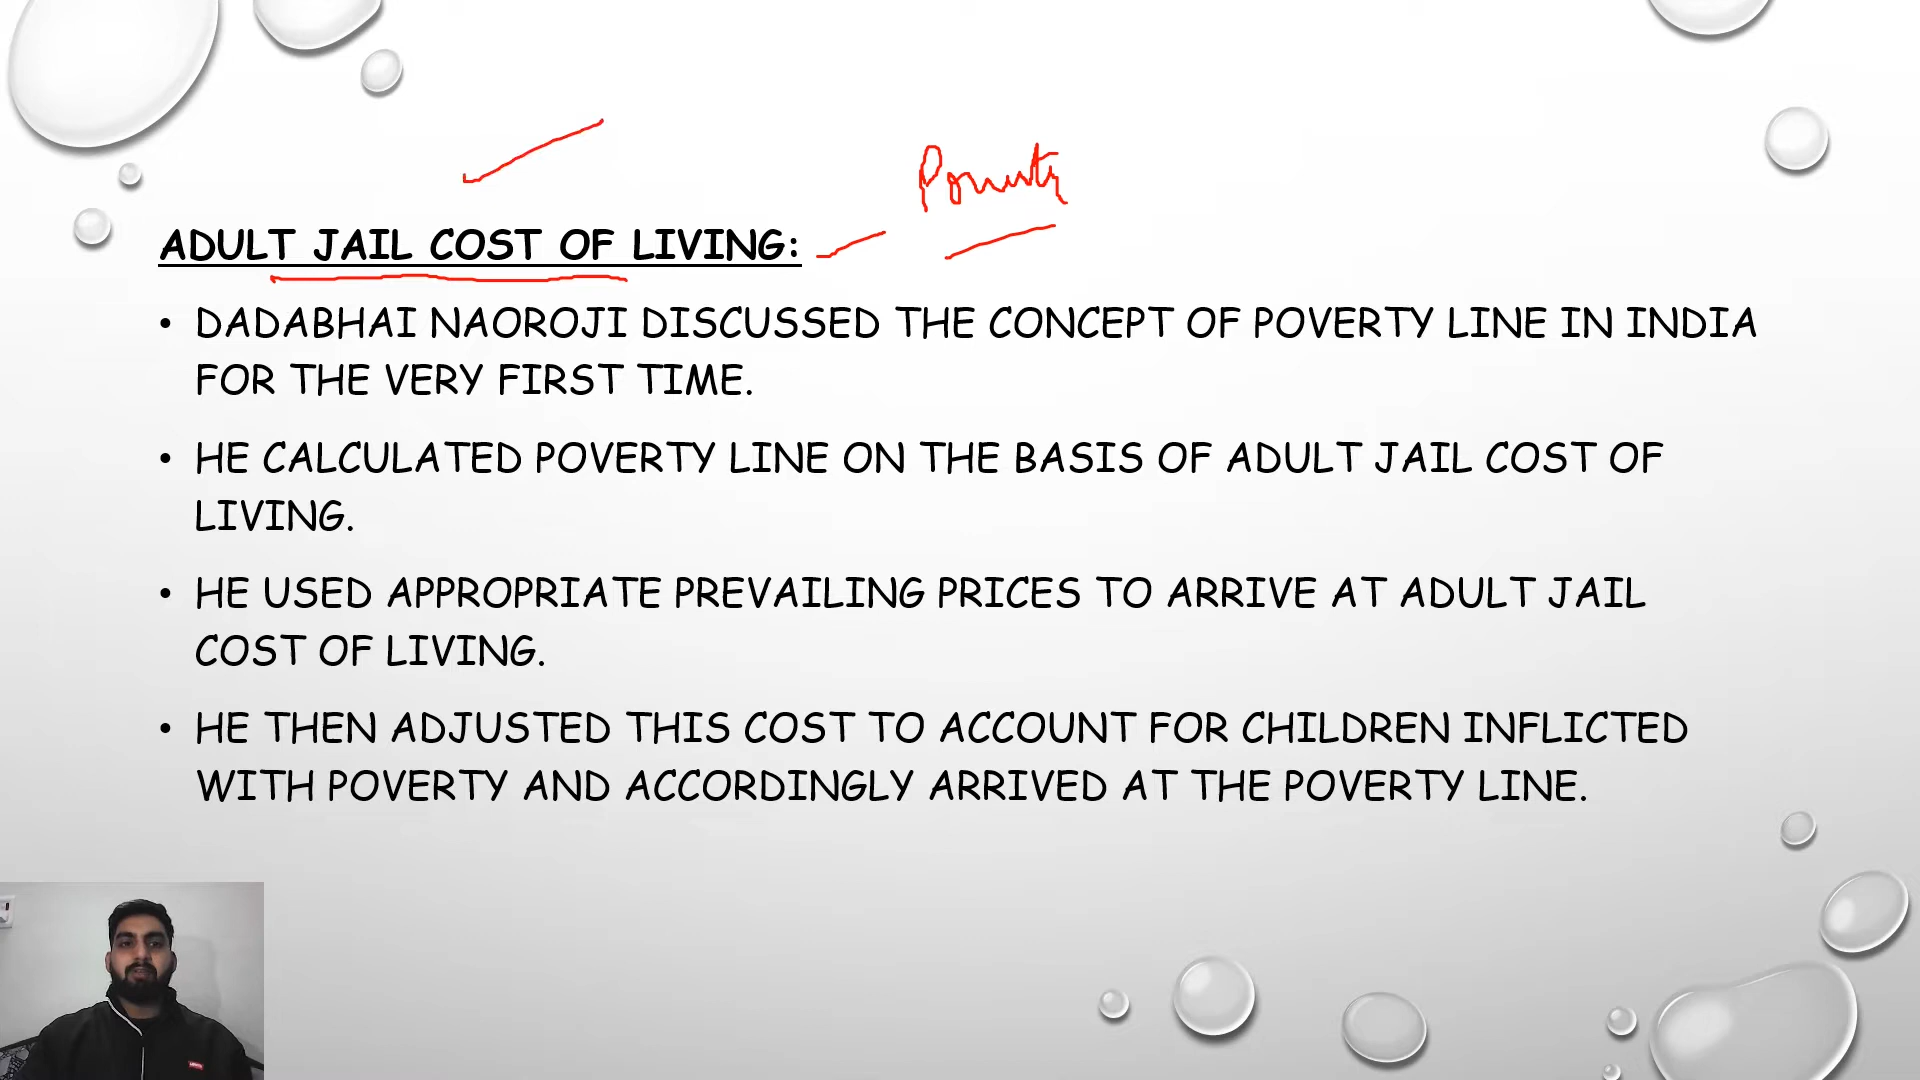 Poverty
ADULT JAIL COST OF LIVING:
• DADABHAI NAOROJI DISCUSSED THE CONCEPT OF POVERTY LINE IN INDIA
FOR THE VERY FIRST TIME.
• HE CALCULATED POVERTY LINE ON THE BASIS OF ADULT JAIL COST OF
LIVING.
• HE USED APPROPRIATE PREVAILING PRICES TO ARRIVE AT ADULT JAIL
COST OF LIVING.
• HE THEN ADJUSTED THIS COST TO ACCOUNT FOR CHILDREN INFLICTED
WITH POVERTY AND ACCORDINGLY ARRIVED AT THE POVERTY LINE.